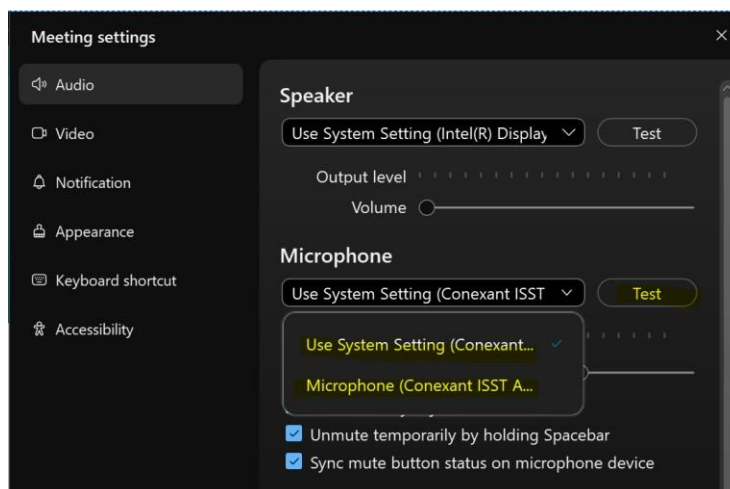 Meeting settings
Audio
Video
Notification
Appearance
Keyboard shortcut
Accessibility
Speaker
Use System Setting (Intel(R) Display
Test
Output level
Volume
Microphone
Use System Setting (Conexant ISST
Test
Use System Setting (Conexant...
Microphone (Conexant ISST A...
Unmute temporarily by holding Spacebar
Sync mute button status on microphone device